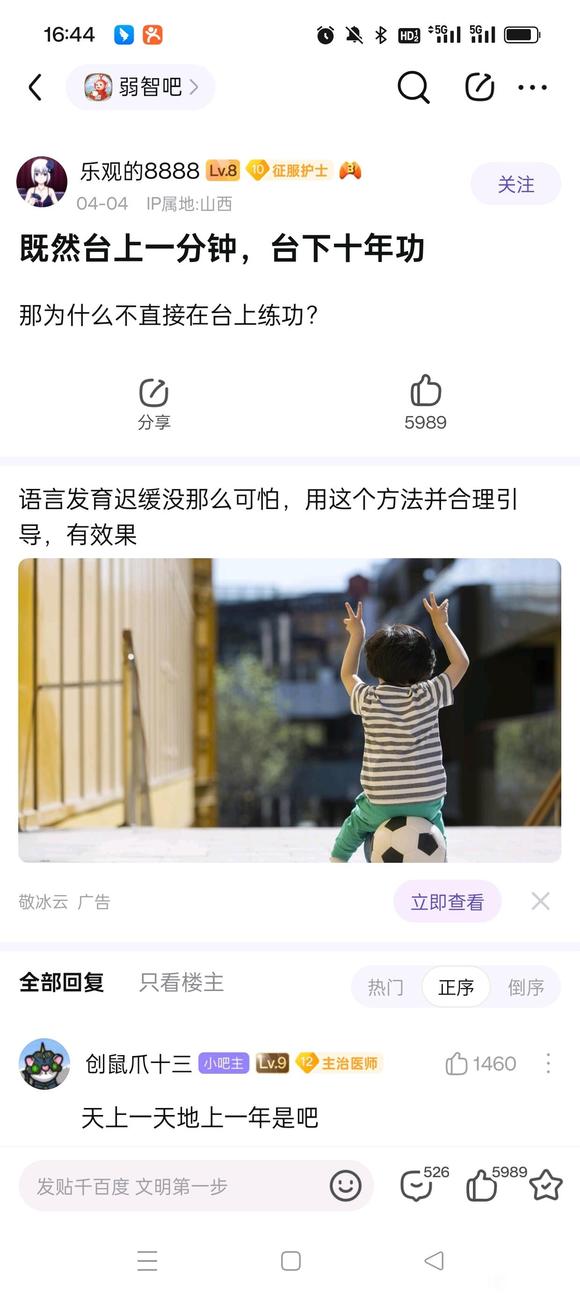 16:44
HD 5G 5G
弱智吧
乐观的8888 Lv.8 10 征服护士 3
关注
04-04 IP属地:山西
既然台上一分钟，台下十年功
那为什么不直接在台上练功？
分享
5989
语言发育迟缓没那么可怕，用这个方法并合理引
导，有效果
敬冰云 广告
立即查看
全部回复 只看楼主
热门 正序 倒序
创鼠爪十三 小吧主 Lv.9 12 主治医师
1460
天上一天地上一年是吧
发贴千百度 文明第一步
526
5989